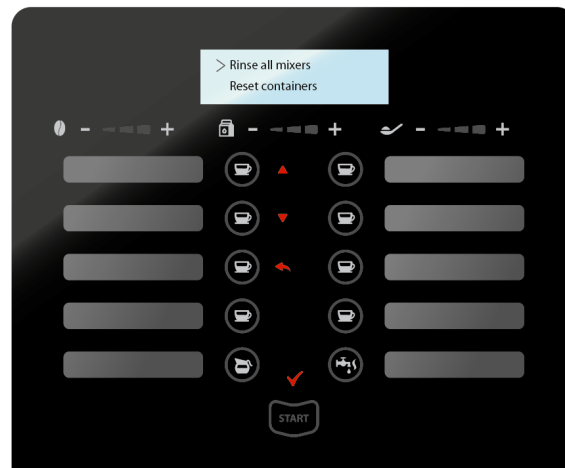 > Rinse all mixers
Reset containers
- + - + - +
START